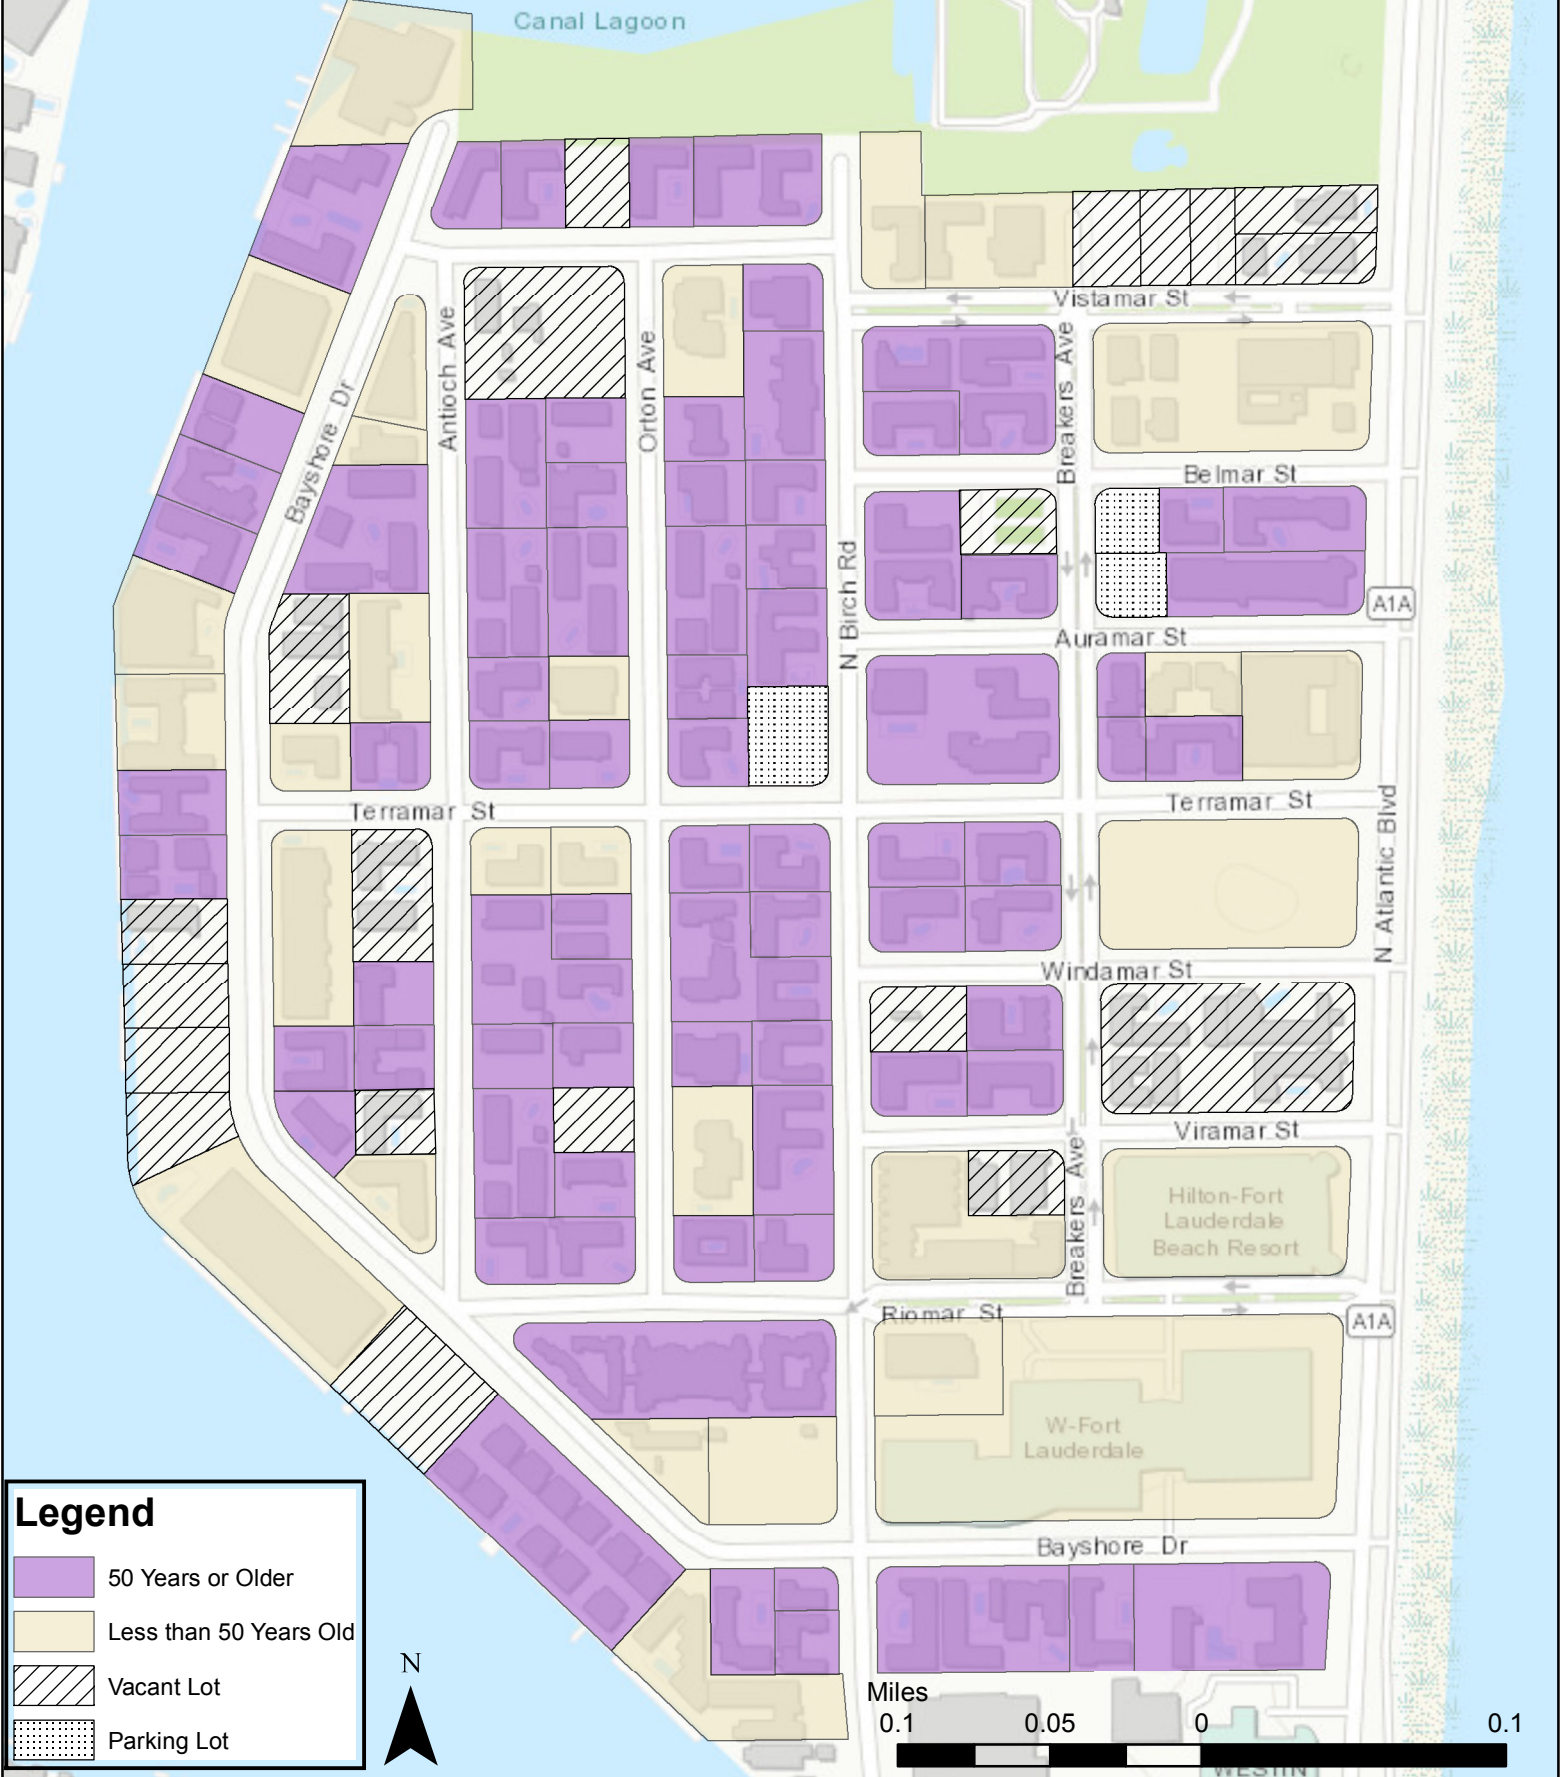 Canal Lagoon
Vistamar St
Antioch Ave
Orton Ave
Breakers Ave
Bayshore Dr
Belmar St
N Birch Rd
A1A
Auramar St
Terramar St
Terramar St
N Atlantic Blvd
Windamar St
Viramar St
Breakers Ave
Hilton-Fort
Lauderdale
Beach Resort
Riomar St
A1A
W-Fort
Lauderdale
Bayshore Dr
Legend
50 Years or Older
Less than 50 Years Old
Vacant Lot
Parking Lot
N
Miles
0.1 0.05 0 0.1
WESTIN